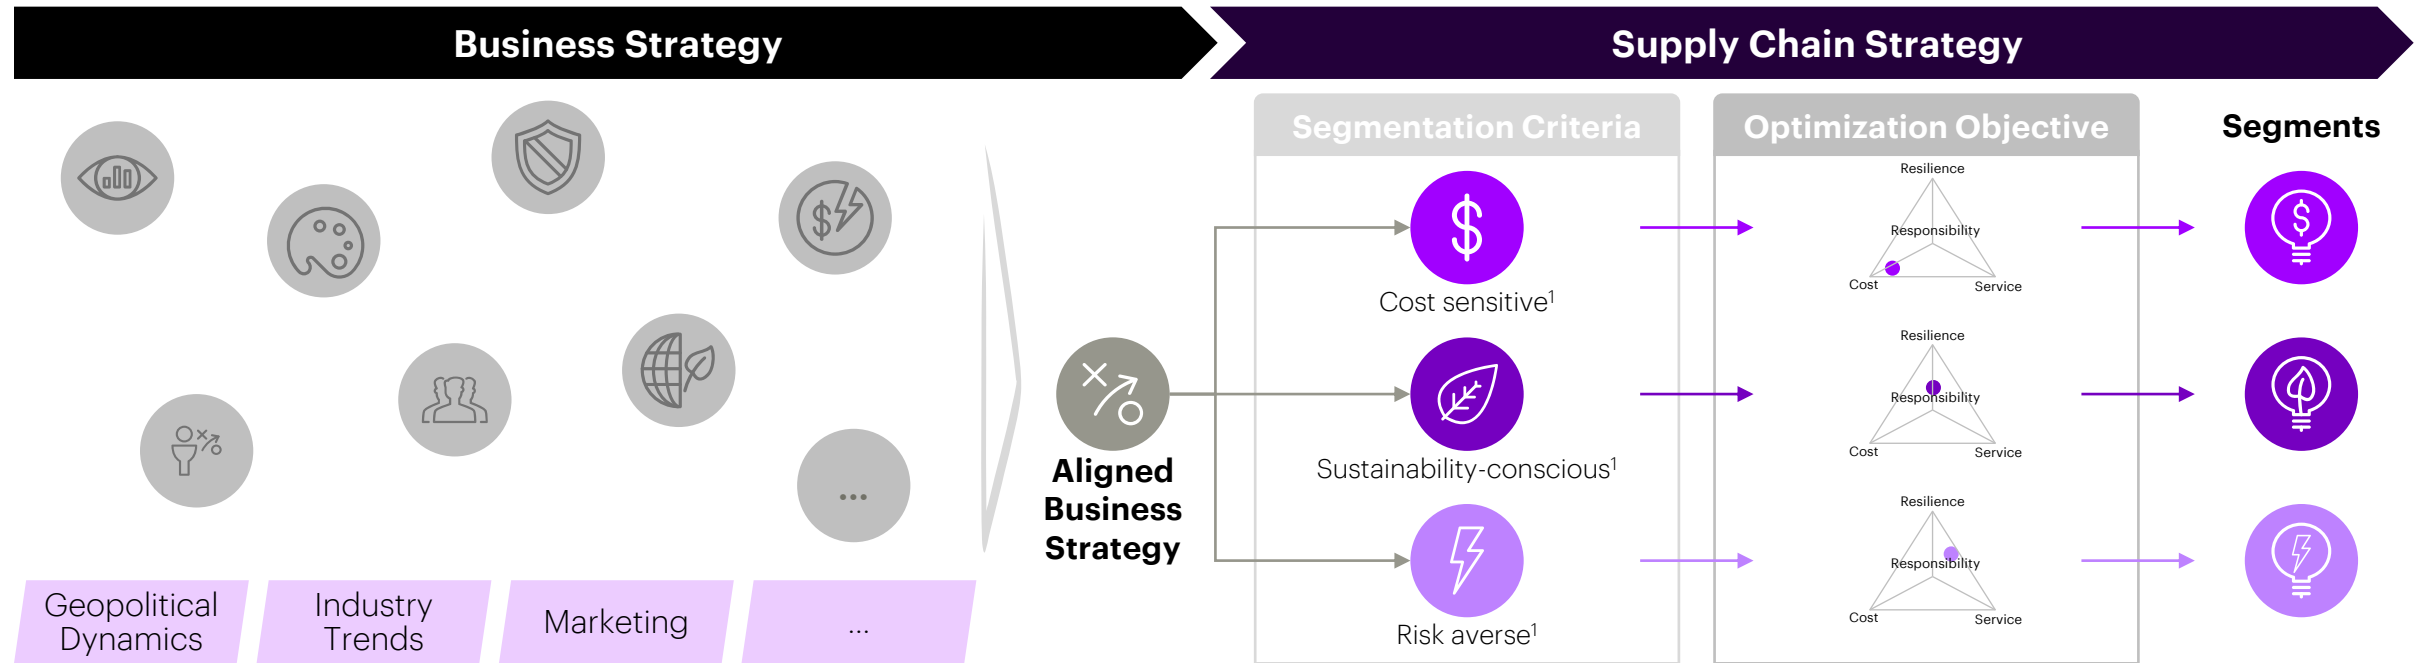 Business Strategy
Supply Chain Strategy
Segmentation Criteria
Optimization Objective
Segments
$
$
$
Resilience
Responsibility
Cost
Service
Cost sensitive¹
Resilience
Responsibility
Cost
Service
Sustainability-conscious¹
Resilience
Responsibility
Cost
Service
Risk averse¹
Aligned
Business
Strategy
...
Geopolitical
Dynamics
Industry
Trends
Marketing
...